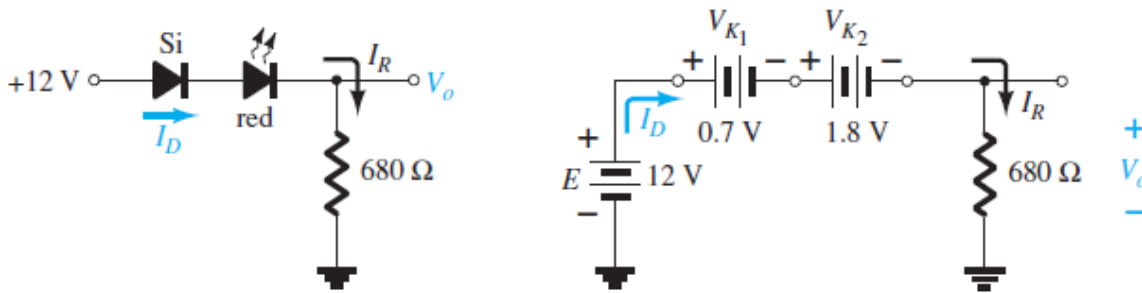 +12 V
Si
I_D
red
I_R
V_o
680 Ω
V_K1
V_K2
+ − + −
I_D
0.7 V
1.8 V
I_R
+
E
12 V
−
680 Ω
+
V_o
−